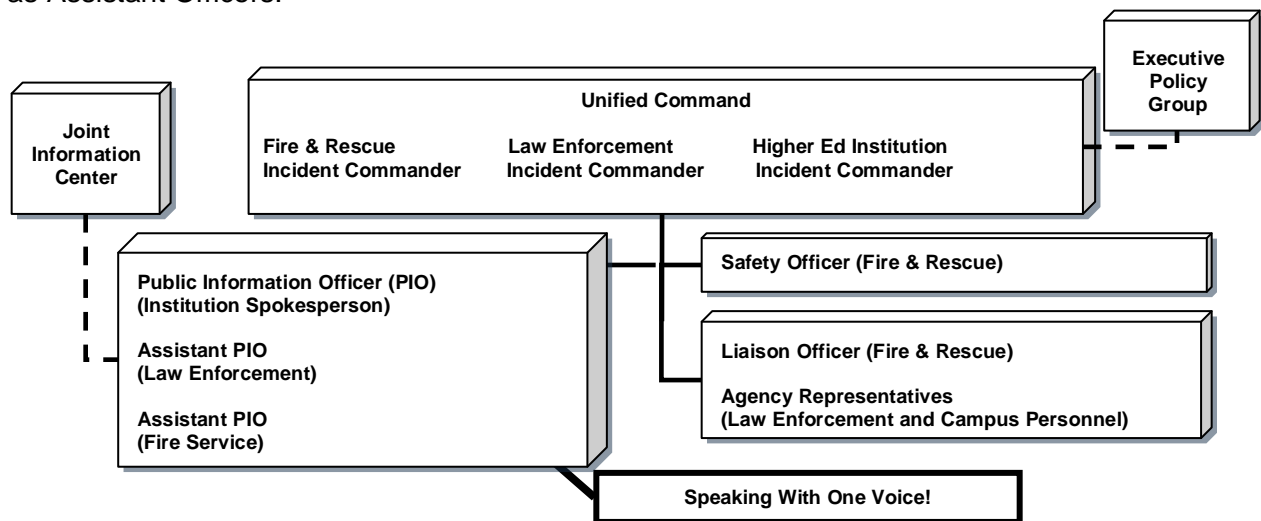 as Assistant Officers.
Executive
Policy
Group
Joint
Information
Center
Unified Command
Fire & Rescue
Incident Commander
Law Enforcement
Incident Commander
Higher Ed Institution
Incident Commander
Public Information Officer (PIO)
(Institution Spokesperson)
Assistant PIO
(Law Enforcement)
Assistant PIO
(Fire Service)
Safety Officer (Fire & Rescue)
Liaison Officer (Fire & Rescue)
Agency Representatives
(Law Enforcement and Campus Personnel)
Speaking With One Voice!